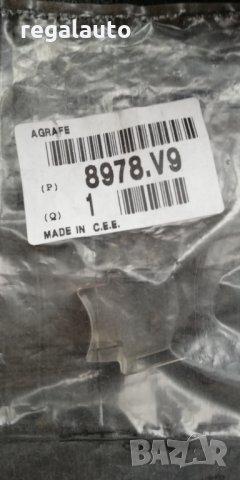 regalauto
AGRAFE
(P) 8978.V9
(Q) 1
MADE IN C.E.E.
BAZAR